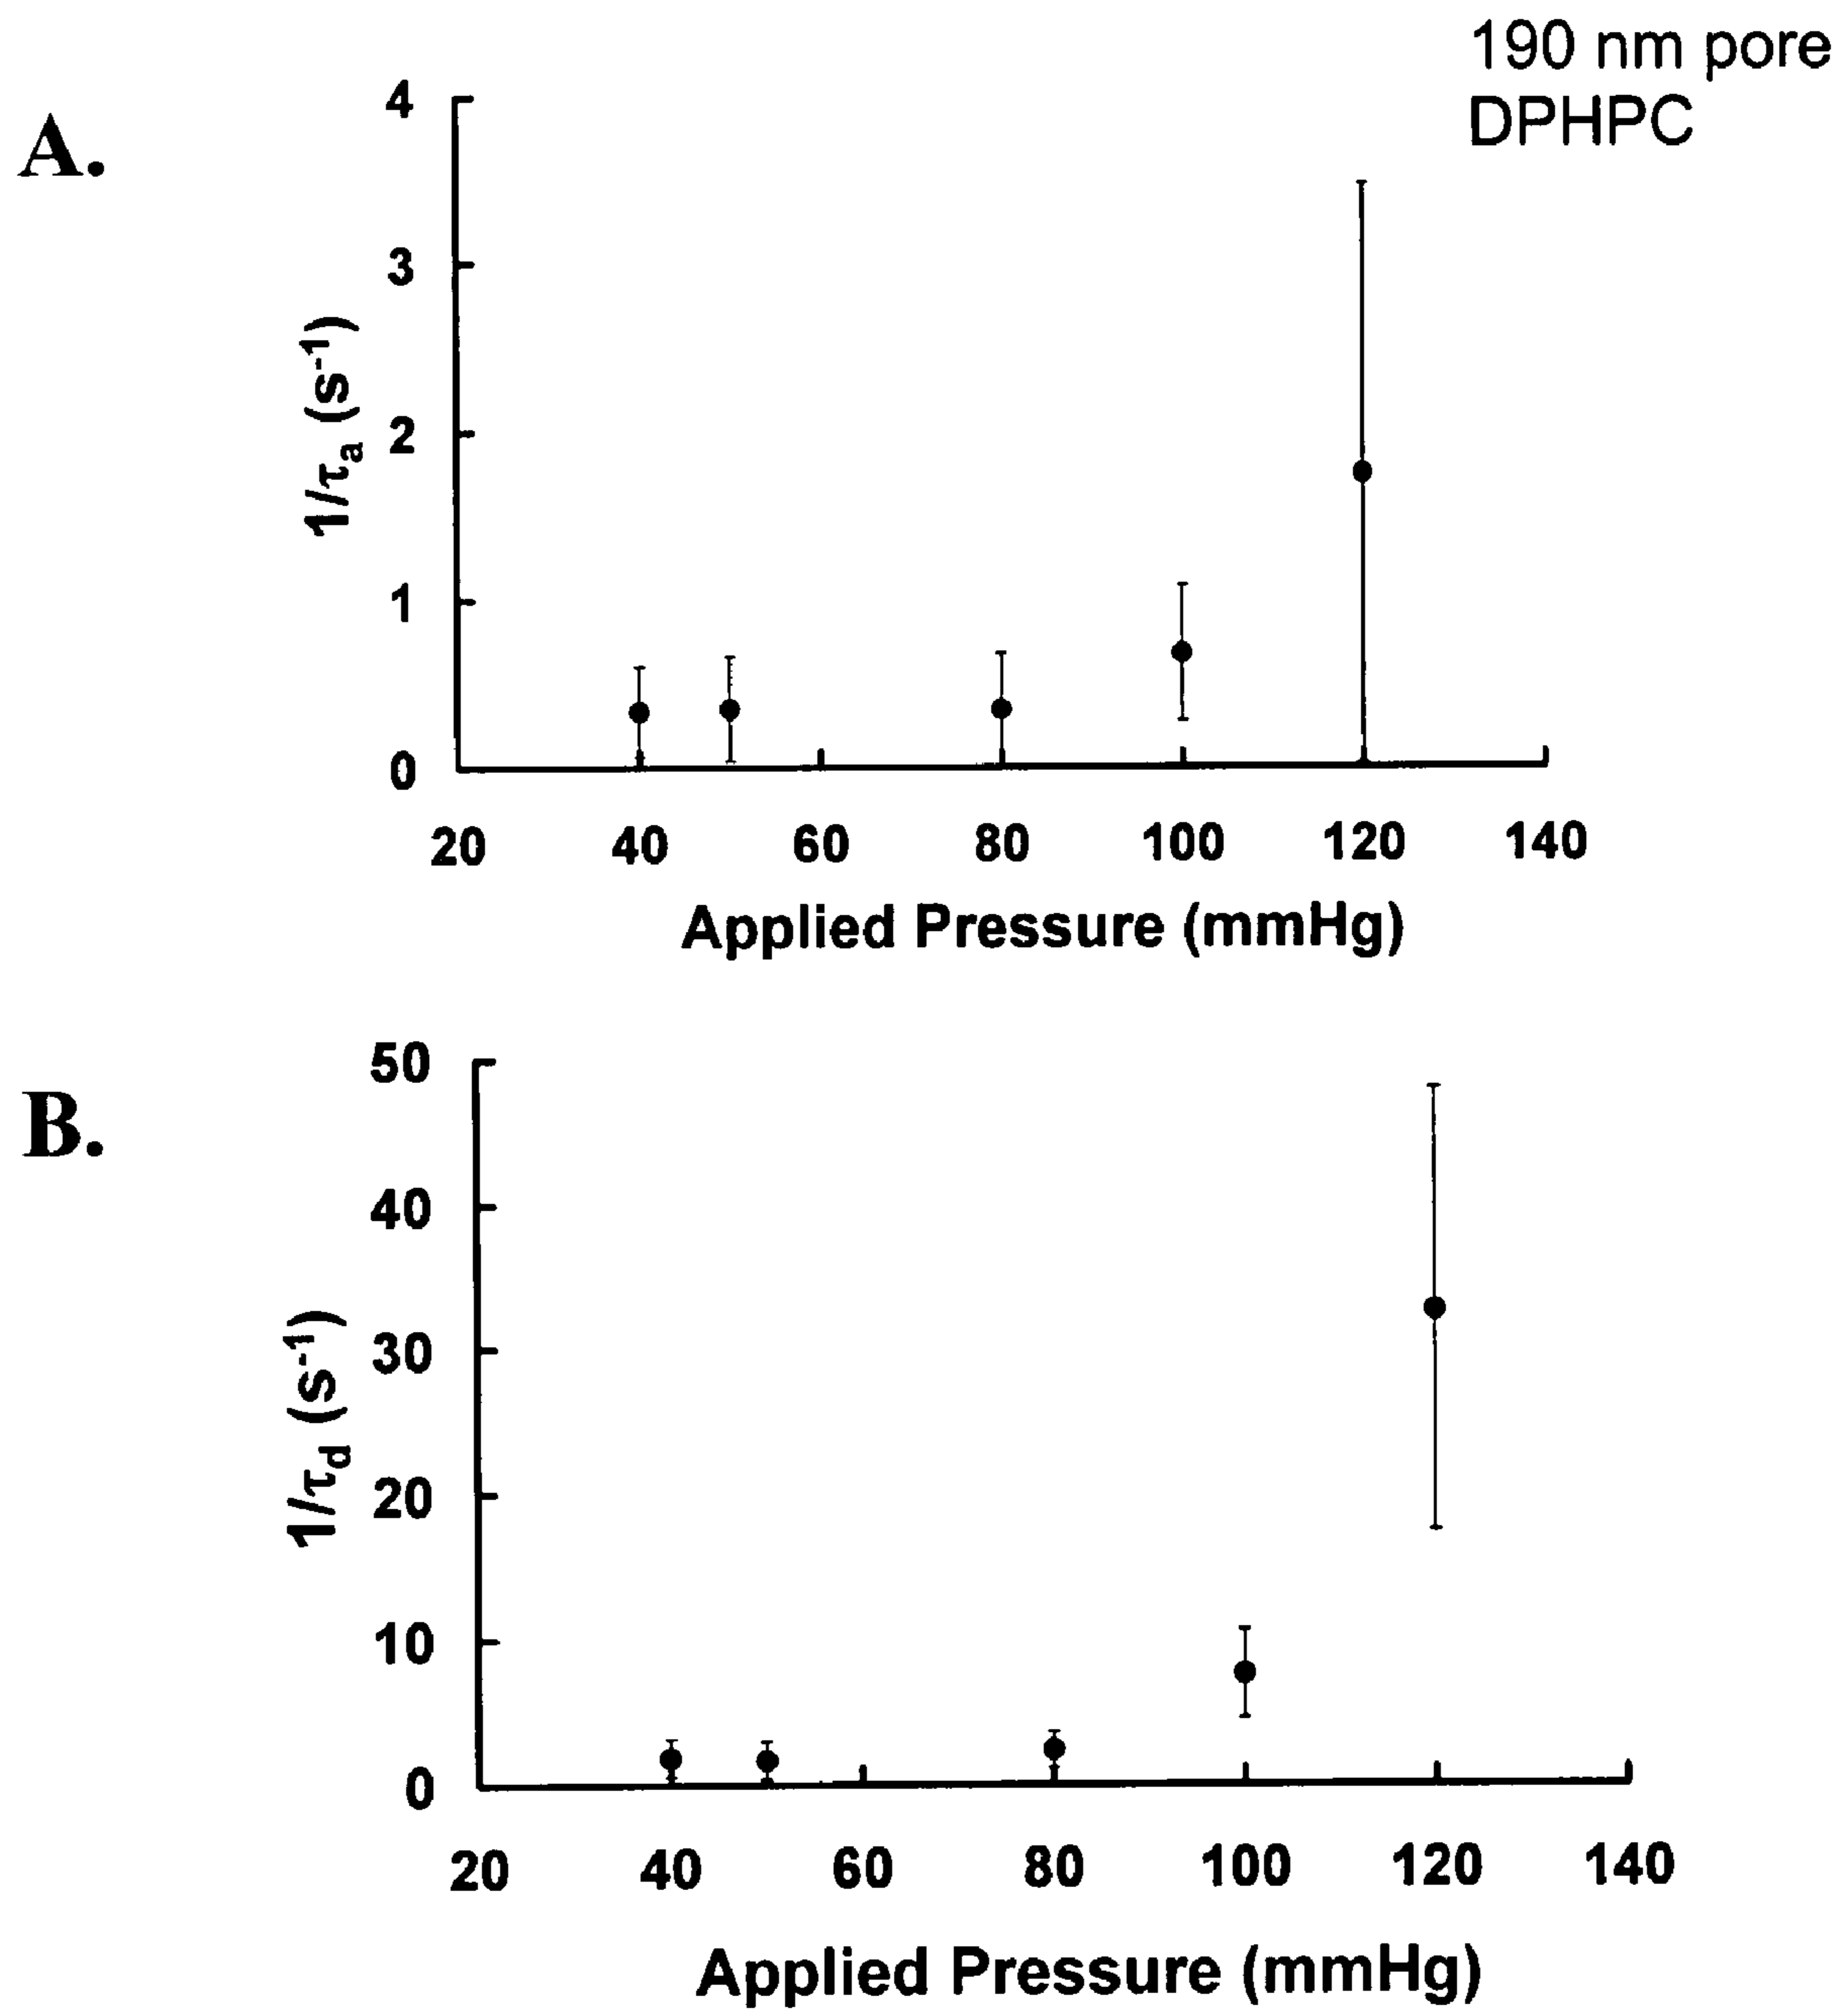 190 nm pore
DPHPC
A.
4
3
2
1
0
1/τa (s-1)
20 40 60 80 100 120 140
Applied Pressure (mmHg)
B.
50
40
30
20
10
0
1/τd (s-1)
20 40 60 80 100 120 140
Applied Pressure (mmHg)